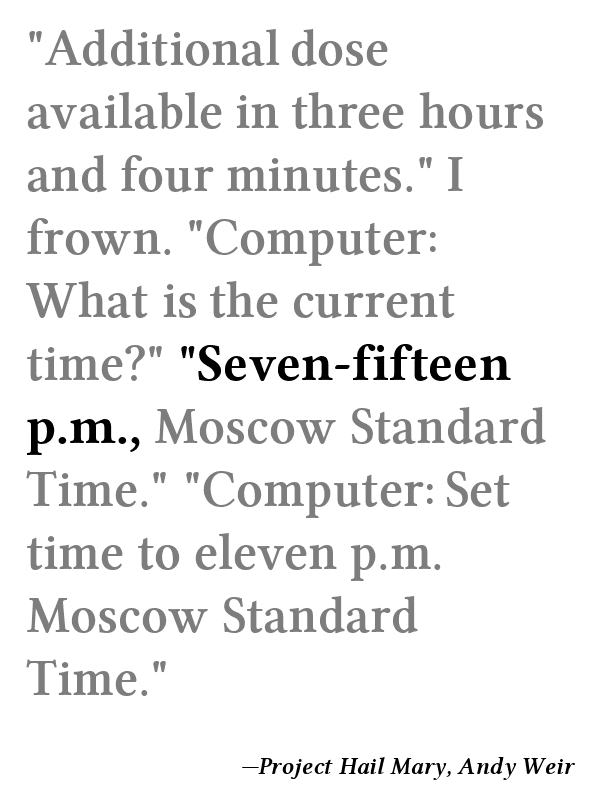 "Additional dose
available in three hours
and four minutes." I
frown. "Computer:
What is the current
time?" "Seven-fifteen
p.m., Moscow Standard
Time." "Computer: Set
time to eleven p.m.
Moscow Standard
Time."
—Project Hail Mary, Andy Weir